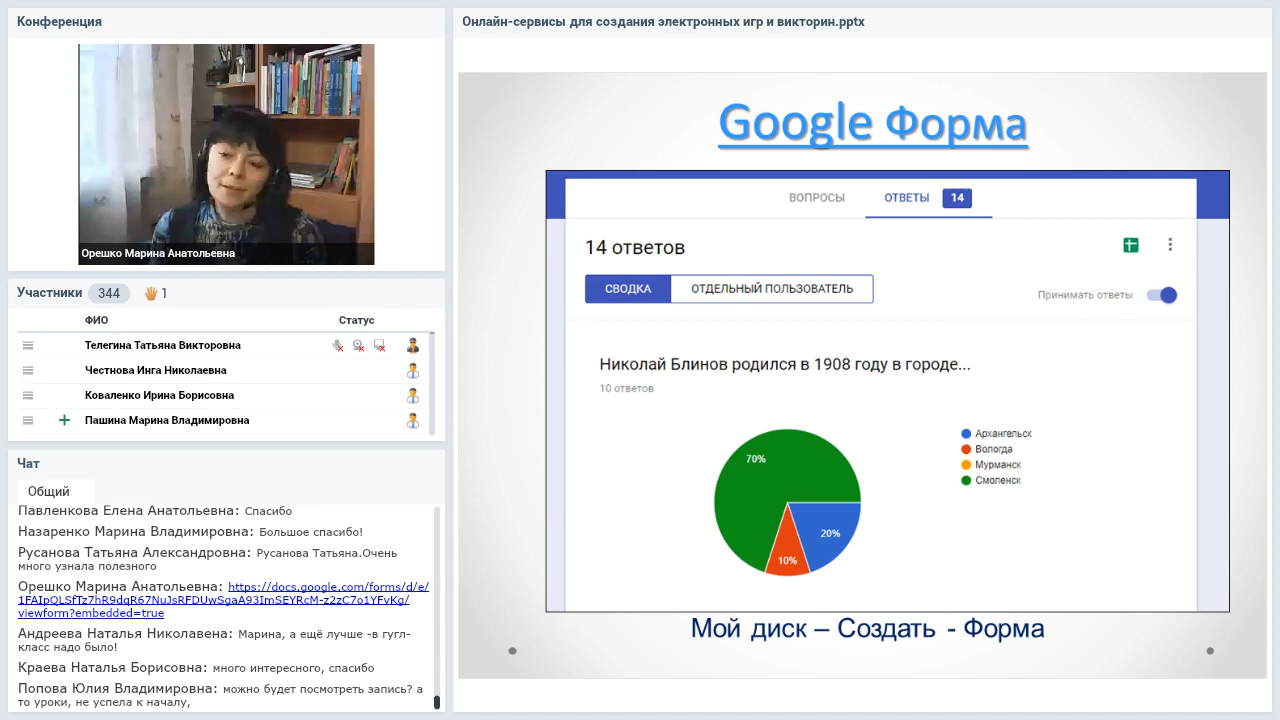 Конференция
Орешко Марина Анатольевна
Участники 344 1
ФИО Статус
Телегина Татьяна Викторовна
Честнова Инга Николаевна
Коваленко Ирина Борисовна
Пашина Марина Владимировна
Чат
Общий
Павленкова Елена Анатольевна: Спасибо
Назаренко Марина Владимировна: Большое спасибо!
Русанова Татьяна Александровна: Русанова Татьяна.Очень
много узнала полезного
Орешко Марина Анатольевна: https://docs.google.com/forms/d/e/
1FAIpQLSfTz7hR9dqR67NuJsRFDUwSgaA93ImSEYRcM-z2zC7o1YFvKg/
viewform?embedded=true
Андреева Наталья Николавена: Марина, а ещё лучше -в гугл-
класс надо было!
Краева Наталья Борисовна: много интересного, спасибо
Попова Юлия Владимировна: можно будет посмотреть запись? а
то уроки, не успела к началу,
Онлайн-сервисы для создания электронных игр и викторин.pptx
Google Форма
ВОПРОСЫ ОТВЕТЫ 14
14 ответов
СВОДКА ОТДЕЛЬНЫЙ ПОЛЬЗОВАТЕЛЬ
Принимать ответы
Николай Блинов родился в 1908 году в городе...
10 ответов
70%
20%
10%
Архангельск
Вологда
Мурманск
Смоленск
Мой диск – Создать - Форма